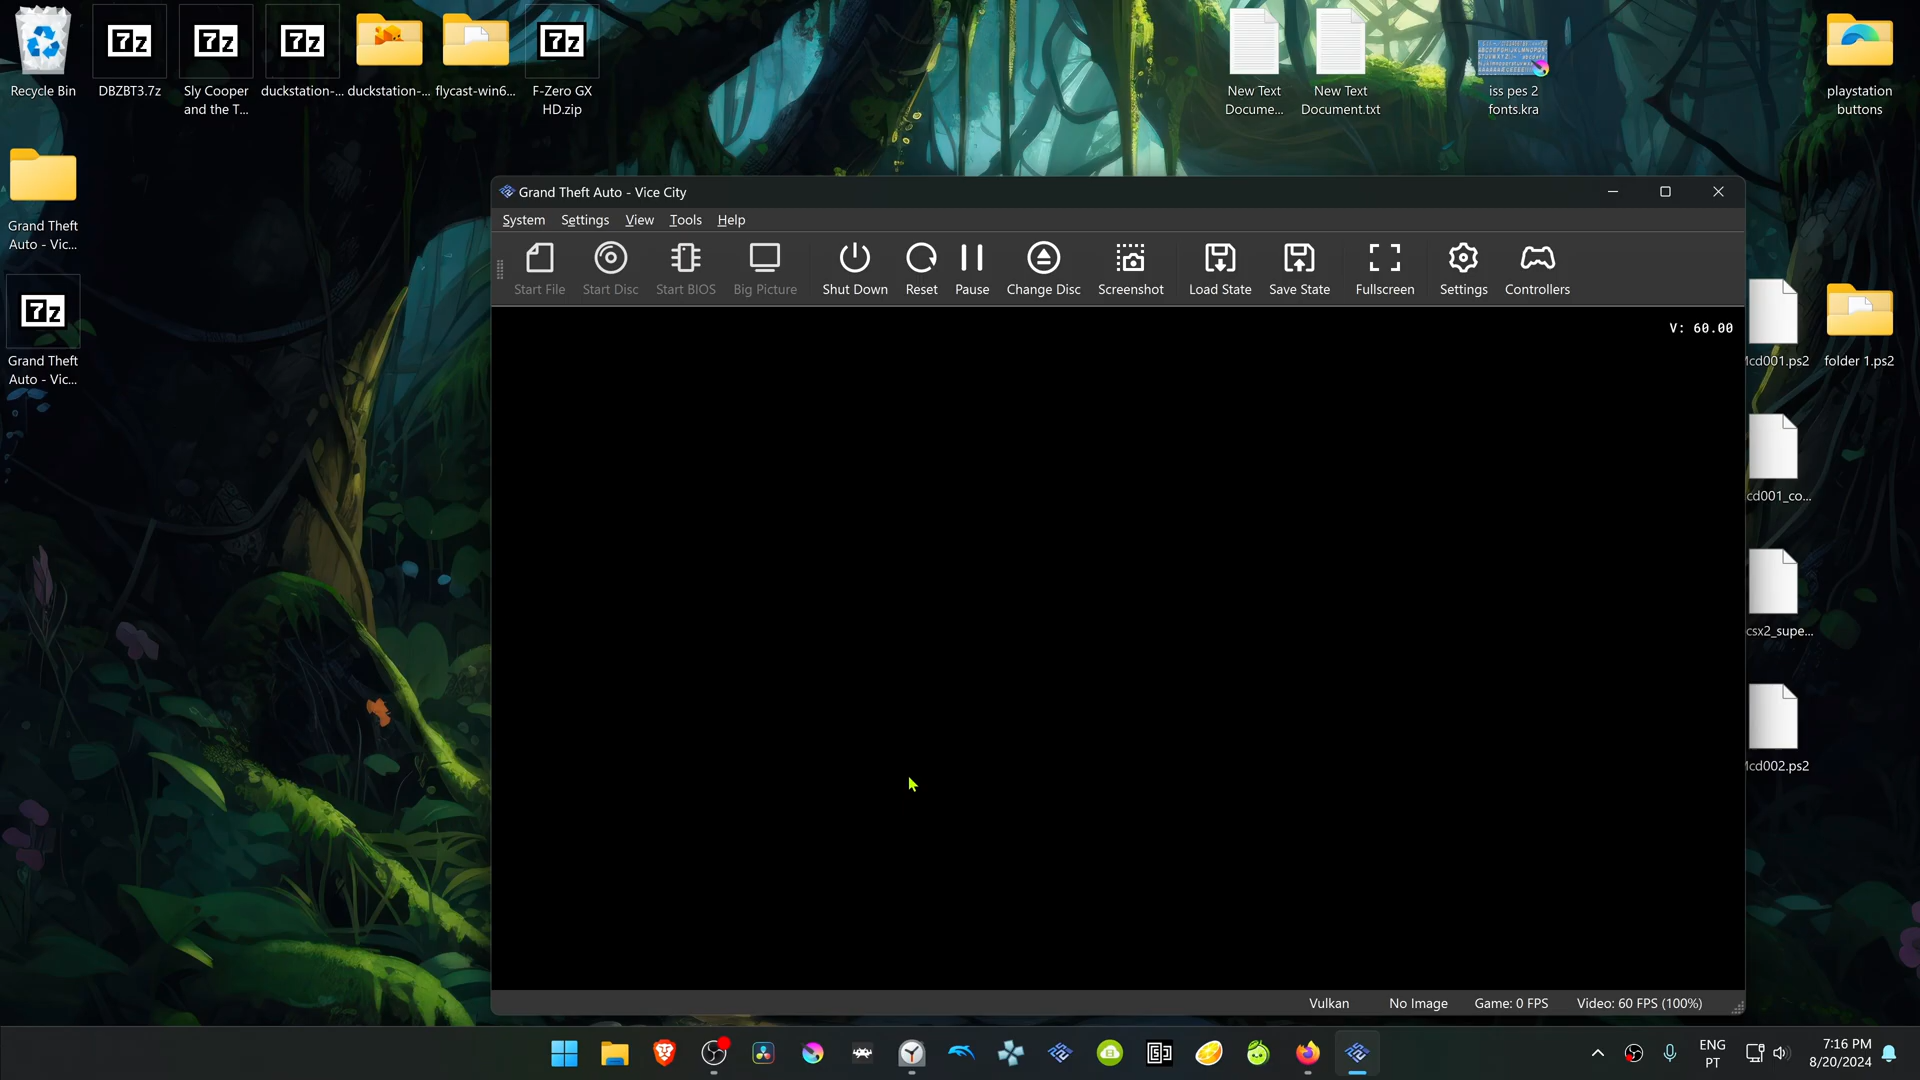 Recycle Bin
DBZBT3.7z
Sly Cooper
and the T...
duckstation-...
duckstation-...
flycast-win6...
F-Zero GX
HD.zip
New Text
Docume...
New Text
Document.txt
iss pes 2
fonts.kra
playstation
buttons
Grand Theft
Auto - Vic...
Grand Theft
Auto - Vic...
7z
7z
7z
7z
7z
Grand Theft Auto - Vice City
System Settings View Tools Help
Start File Start Disc Start BIOS Big Picture Shut Down Reset Pause Change Disc Screenshot Load State Save State Fullscreen Settings Controllers
V: 60.00
cd001.ps2
folder 1.ps2
cd001_co...
csx2_supe...
cd002.ps2
Vulkan No Image Game: 0 FPS Video: 60 FPS (100%)
ENG
PT
7:16 PM
8/20/2024